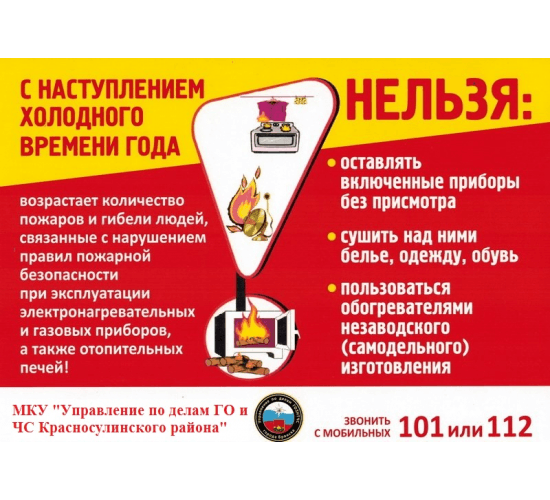 С НАСТУПЛЕНИЕМ
ХОЛОДНОГО
ВРЕМЕНИ ГОДА
возрастает количество
пожаров и гибели людей,
связанные с нарушением
правил пожарной
безопасности
при эксплуатации
электронагревательных
и газовых приборов,
а также отопительных
печей!
НЕЛЬЗЯ:
• оставлять
включенные приборы
без присмотра
• сушить над ними
белье, одежду, обувь
• пользоваться
обогревателями
незаводского
(самодельного)
изготовления
МКУ "Управление по делам ГО и
ЧС Красносулинского района"
ЗВОНИТЬ
С МОБИЛЬНЫХ 101 или 112